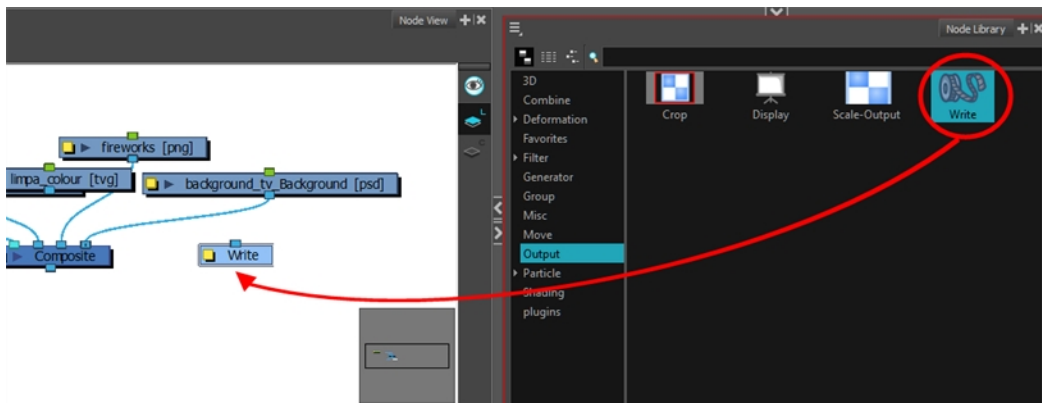 Node View
fireworks [png]
limpa_colour [tvg]
background_tv_Background [psd]
Composite
Write
Node Library
3D
Combine
Deformation
Favorites
Filter
Generator
Group
Misc
Move
Output
Particle
Shading
plugins
Crop
Display
Scale-Output
Write
L
C